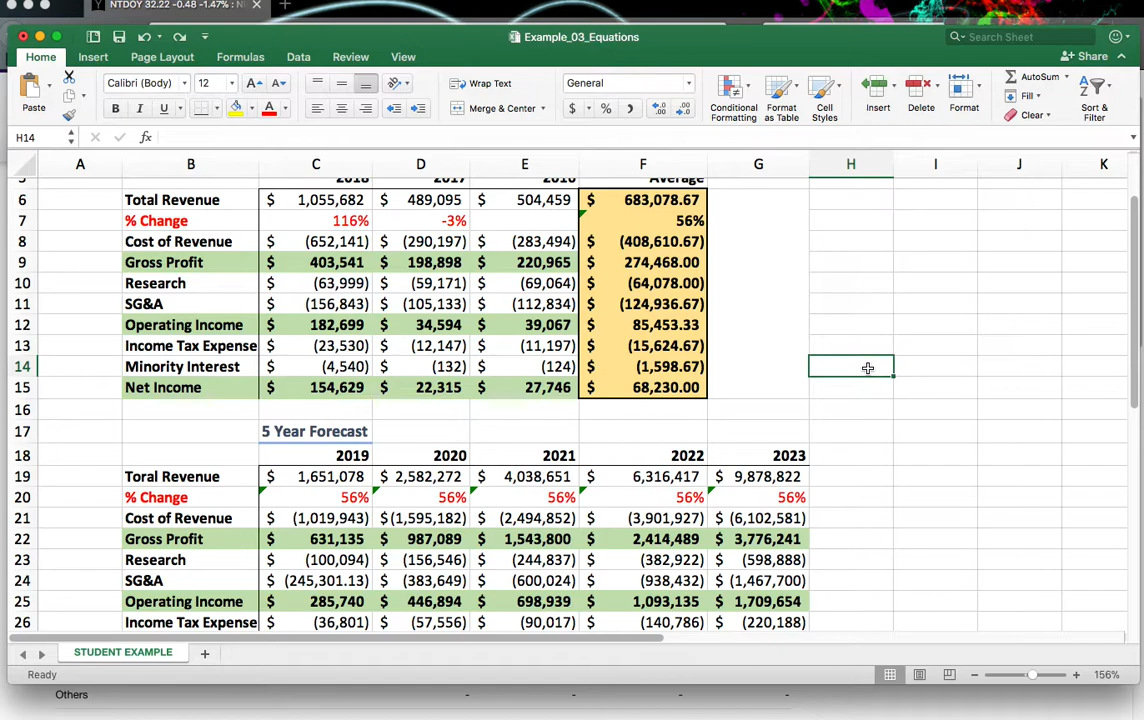 NTDOY 32.22 -0.48 -1.47%
Example_03_Equations
Search Sheet
Home Insert Page Layout Formulas Data Review View
Share
Paste
Calibri (Body) 12
B I U
Wrap Text
Merge & Center
General
$ %
Conditional Formatting
Format as Table
Cell Styles
Insert
Delete
Format
AutoSum
Fill
Clear
Sort & Filter
H14 fx
A B C D E F G H I J K
2018 2017 2016 Average
6 Total Revenue $ 1,055,682 $ 489,095 $ 504,459 $ 683,078.67
7 % Change 116% -3% 56%
8 Cost of Revenue $ (652,141) $ (290,197) $ (283,494) $ (408,610.67)
9 Gross Profit $ 403,541 $ 198,898 $ 220,965 $ 274,468.00
10 Research $ (63,999) $ (59,171) $ (69,064) $ (64,078.00)
11 SG&A $ (156,843) $ (105,133) $ (112,834) $ (124,936.67)
12 Operating Income $ 182,699 $ 34,594 $ 39,067 $ 85,453.33
13 Income Tax Expense $ (23,530) $ (12,147) $ (11,197) $ (15,624.67)
14 Minority Interest $ (4,540) $ (132) $ (124) $ (1,598.67)
15 Net Income $ 154,629 $ 22,315 $ 27,746 $ 68,230.00
16
17 5 Year Forecast
18 2019 2020 2021 2022 2023
19 Toral Revenue $ 1,651,078 $ 2,582,272 $ 4,038,651 $ 6,316,417 $ 9,878,822
20 % Change 56% 56% 56% 56% 56%
21 Cost of Revenue $ (1,019,943) $ (1,595,182) $ (2,494,852) $ (3,901,927) $ (6,102,581)
22 Gross Profit $ 631,135 $ 987,089 $ 1,543,800 $ 2,414,489 $ 3,776,241
23 Research $ (100,094) $ (156,546) $ (244,837) $ (382,922) $ (598,888)
24 SG&A $ (245,301.13) $ (383,649) $ (600,024) $ (938,432) $ (1,467,700)
25 Operating Income $ 285,740 $ 446,894 $ 698,939 $ 1,093,135 $ 1,709,654
26 Income Tax Expense $ (36,801) $ (57,556) $ (90,017) $ (140,786) $ (220,188)
STUDENT EXAMPLE +
Ready 156%
Others - - - -